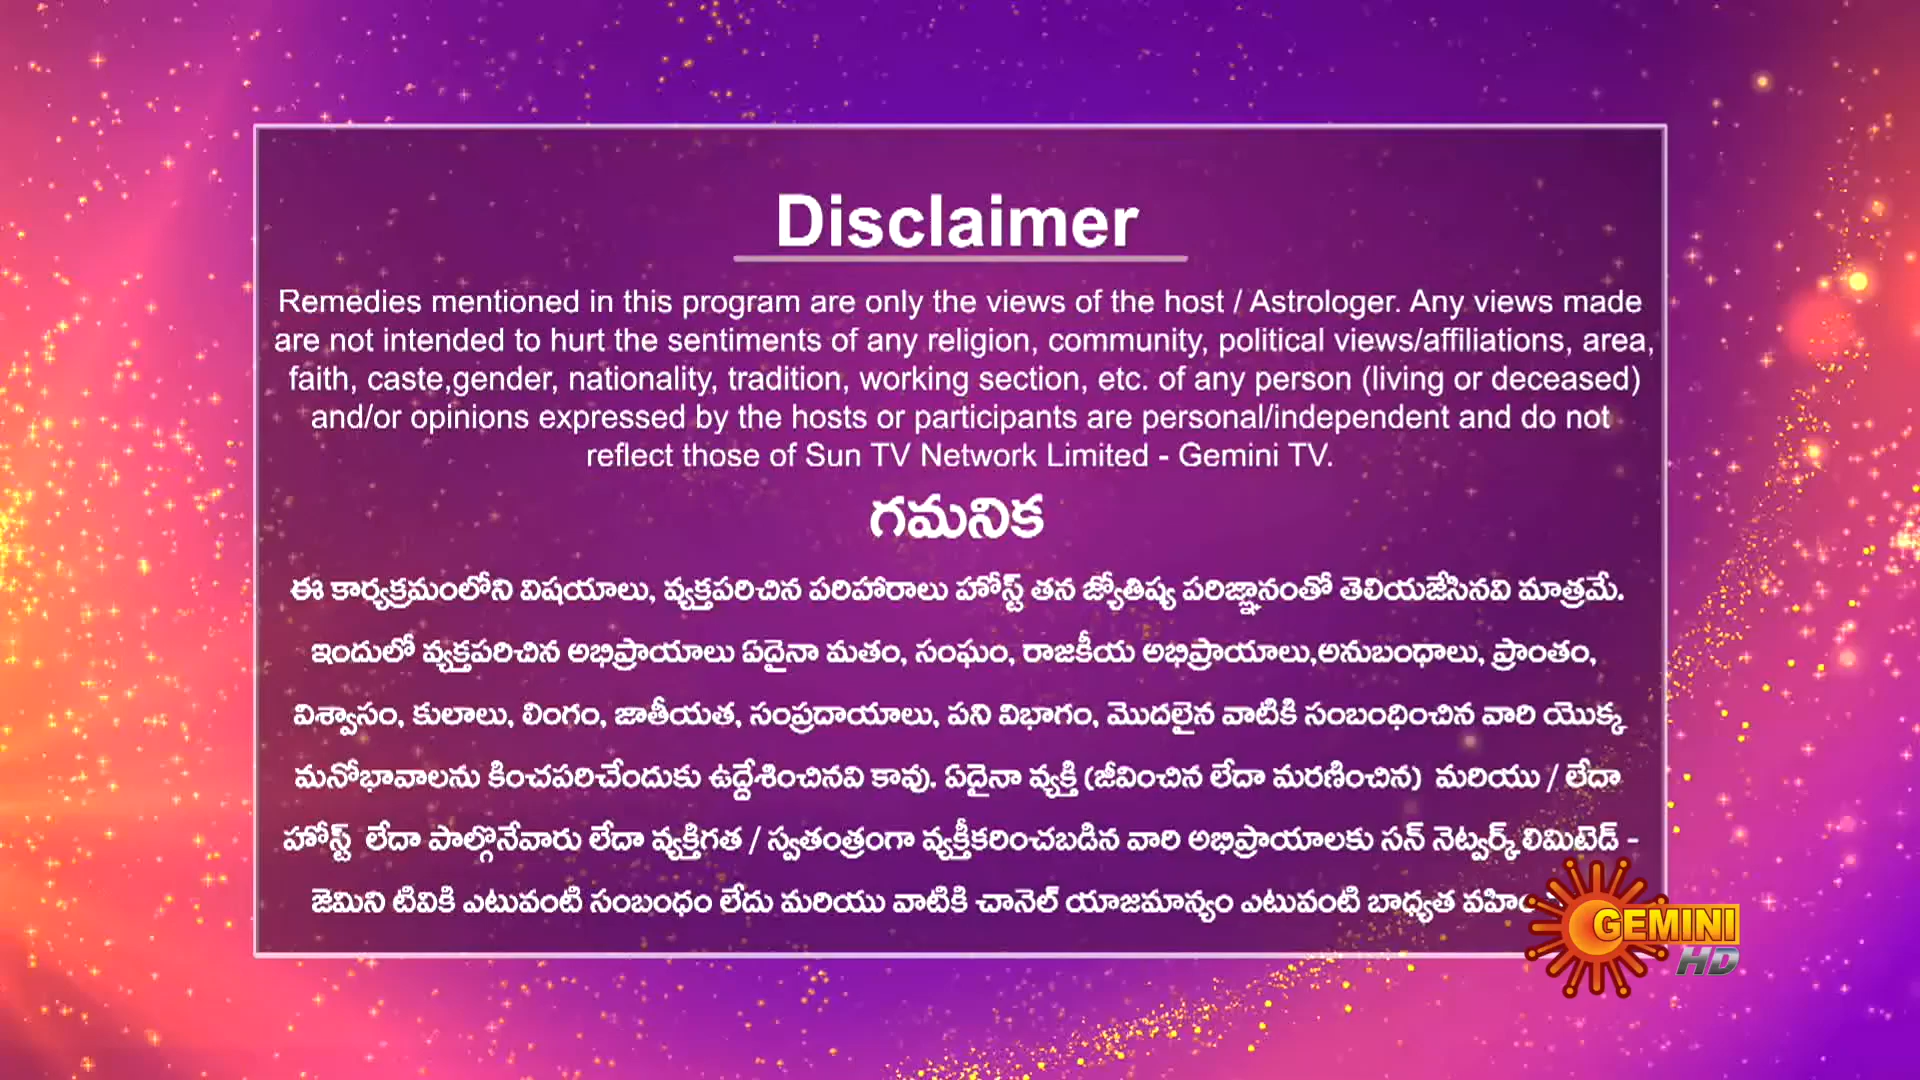 Disclaimer
Remedies mentioned in this program are only the views of the host / Astrologer. Any views made
are not intended to hurt the sentiments of any religion, community, political views/affiliations, area,
faith, caste,gender, nationality, tradition, working section, etc. of any person (living or deceased)
and/or opinions expressed by the hosts or participants are personal/independent and do not
reflect those of Sun TV Network Limited - Gemini TV.
గమనిక
ఈ కార్యక్రమంలోని విషయాలు, వ్యక్తపరిచిన పరిహారాలు హోస్ట్ తన జ్యోతిష్య పరిజ్ఞానంతో తెలియజేసినవి మాత్రమే.
ఇందులో వ్యక్తపరిచిన అభిప్రాయాలు ఏదైనా మతం, సంఘం, రాజకీయ అభిప్రాయాలు,అనుబంధాలు, ప్రాంతం,
విశ్వాసం, కులాలు, లింగం, జాతీయత, సంప్రదాయాలు, పని విభాగం, మొదలైన వాటికి సంబంధించిన వారి యొక్క
మనోభావాలను కించపరిచేందుకు ఉద్దేశించినవి కావు. ఏదైనా వ్యక్తి (జీవించిన లేదా మరణించిన) మరియు / లేదా
హోస్ట్ లేదా పాల్గొనేవారు లేదా వ్యక్తిగత / స్వతంత్రంగా వ్యక్తీకరించబడిన వారి అభిప్రాయాలకు సన్ నెట్వర్క్ లిమిటెడ్ -
జెమిని టివికి ఎటువంటి సంబంధం లేదు మరియు వాటికి చానెల్ యాజమాన్యం ఎటువంటి బాధ్యత
GEMINI
HD